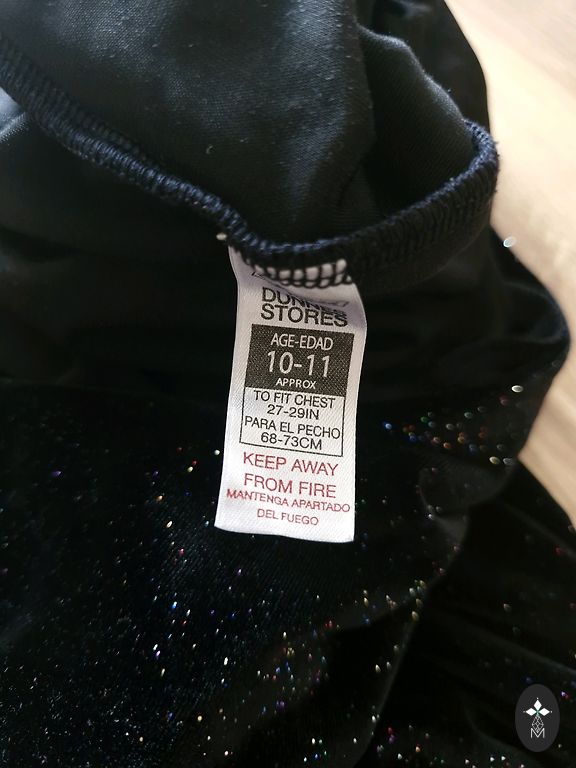 DUNNES
STORES
AGE-EDAD
10-11
APPROX
TO FIT CHEST
27-29IN
PARA EL PECHO
68-73CM
KEEP AWAY
FROM FIRE
MANTENGA APARTADO
DEL FUEGO
M